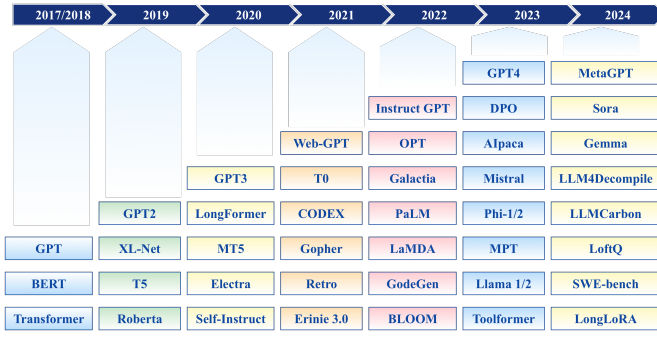 2017/2018 2019 2020 2021 2022 2023 2024
GPT4 MetaGPT
Instruct GPT DPO Sora
Web-GPT OPT AIpaca Gemma
GPT3 T0 Galactia Mistral LLM4Decompile
GPT2 LongFormer CODEX PaLM Phi-1/2 LLMCarbon
GPT XL-Net MT5 Gopher LaMDA MPT LoftQ
BERT T5 Electra Retro GodeGen Llama 1/2 SWE-bench
Transformer Roberta Self-Instruct Erinie 3.0 BLOOM Toolformer LongLoRA